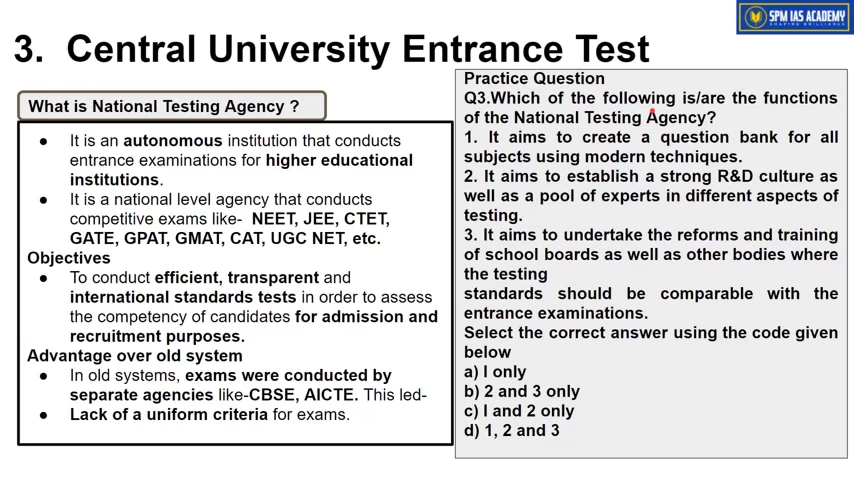 SPM IAS ACADEMY
SHAPING BRILLIANCE
3. Central University Entrance Test
What is National Testing Agency ?
● It is an autonomous institution that conducts
entrance examinations for higher educational
institutions.
● It is a national level agency that conducts
competitive exams like- NEET, JEE, CTET,
GATE, GPAT, GMAT, CAT, UGC NET, etc.
Objectives
● To conduct efficient, transparent and
international standards tests in order to assess
the competency of candidates for admission and
recruitment purposes.
Advantage over old system
● In old systems, exams were conducted by
separate agencies like-CBSE, AICTE. This led-
● Lack of a uniform criteria for exams.
Practice Question
Q3.Which of the following is/are the functions
of the National Testing Agency?
1. It aims to create a question bank for all
subjects using modern techniques.
2. It aims to establish a strong R&D culture as
well as a pool of experts in different aspects of
testing.
3. It aims to undertake the reforms and training
of school boards as well as other bodies where
the testing
standards should be comparable with the
entrance examinations.
Select the correct answer using the code given
below
a) I only
b) 2 and 3 only
c) I and 2 only
d) 1, 2 and 3